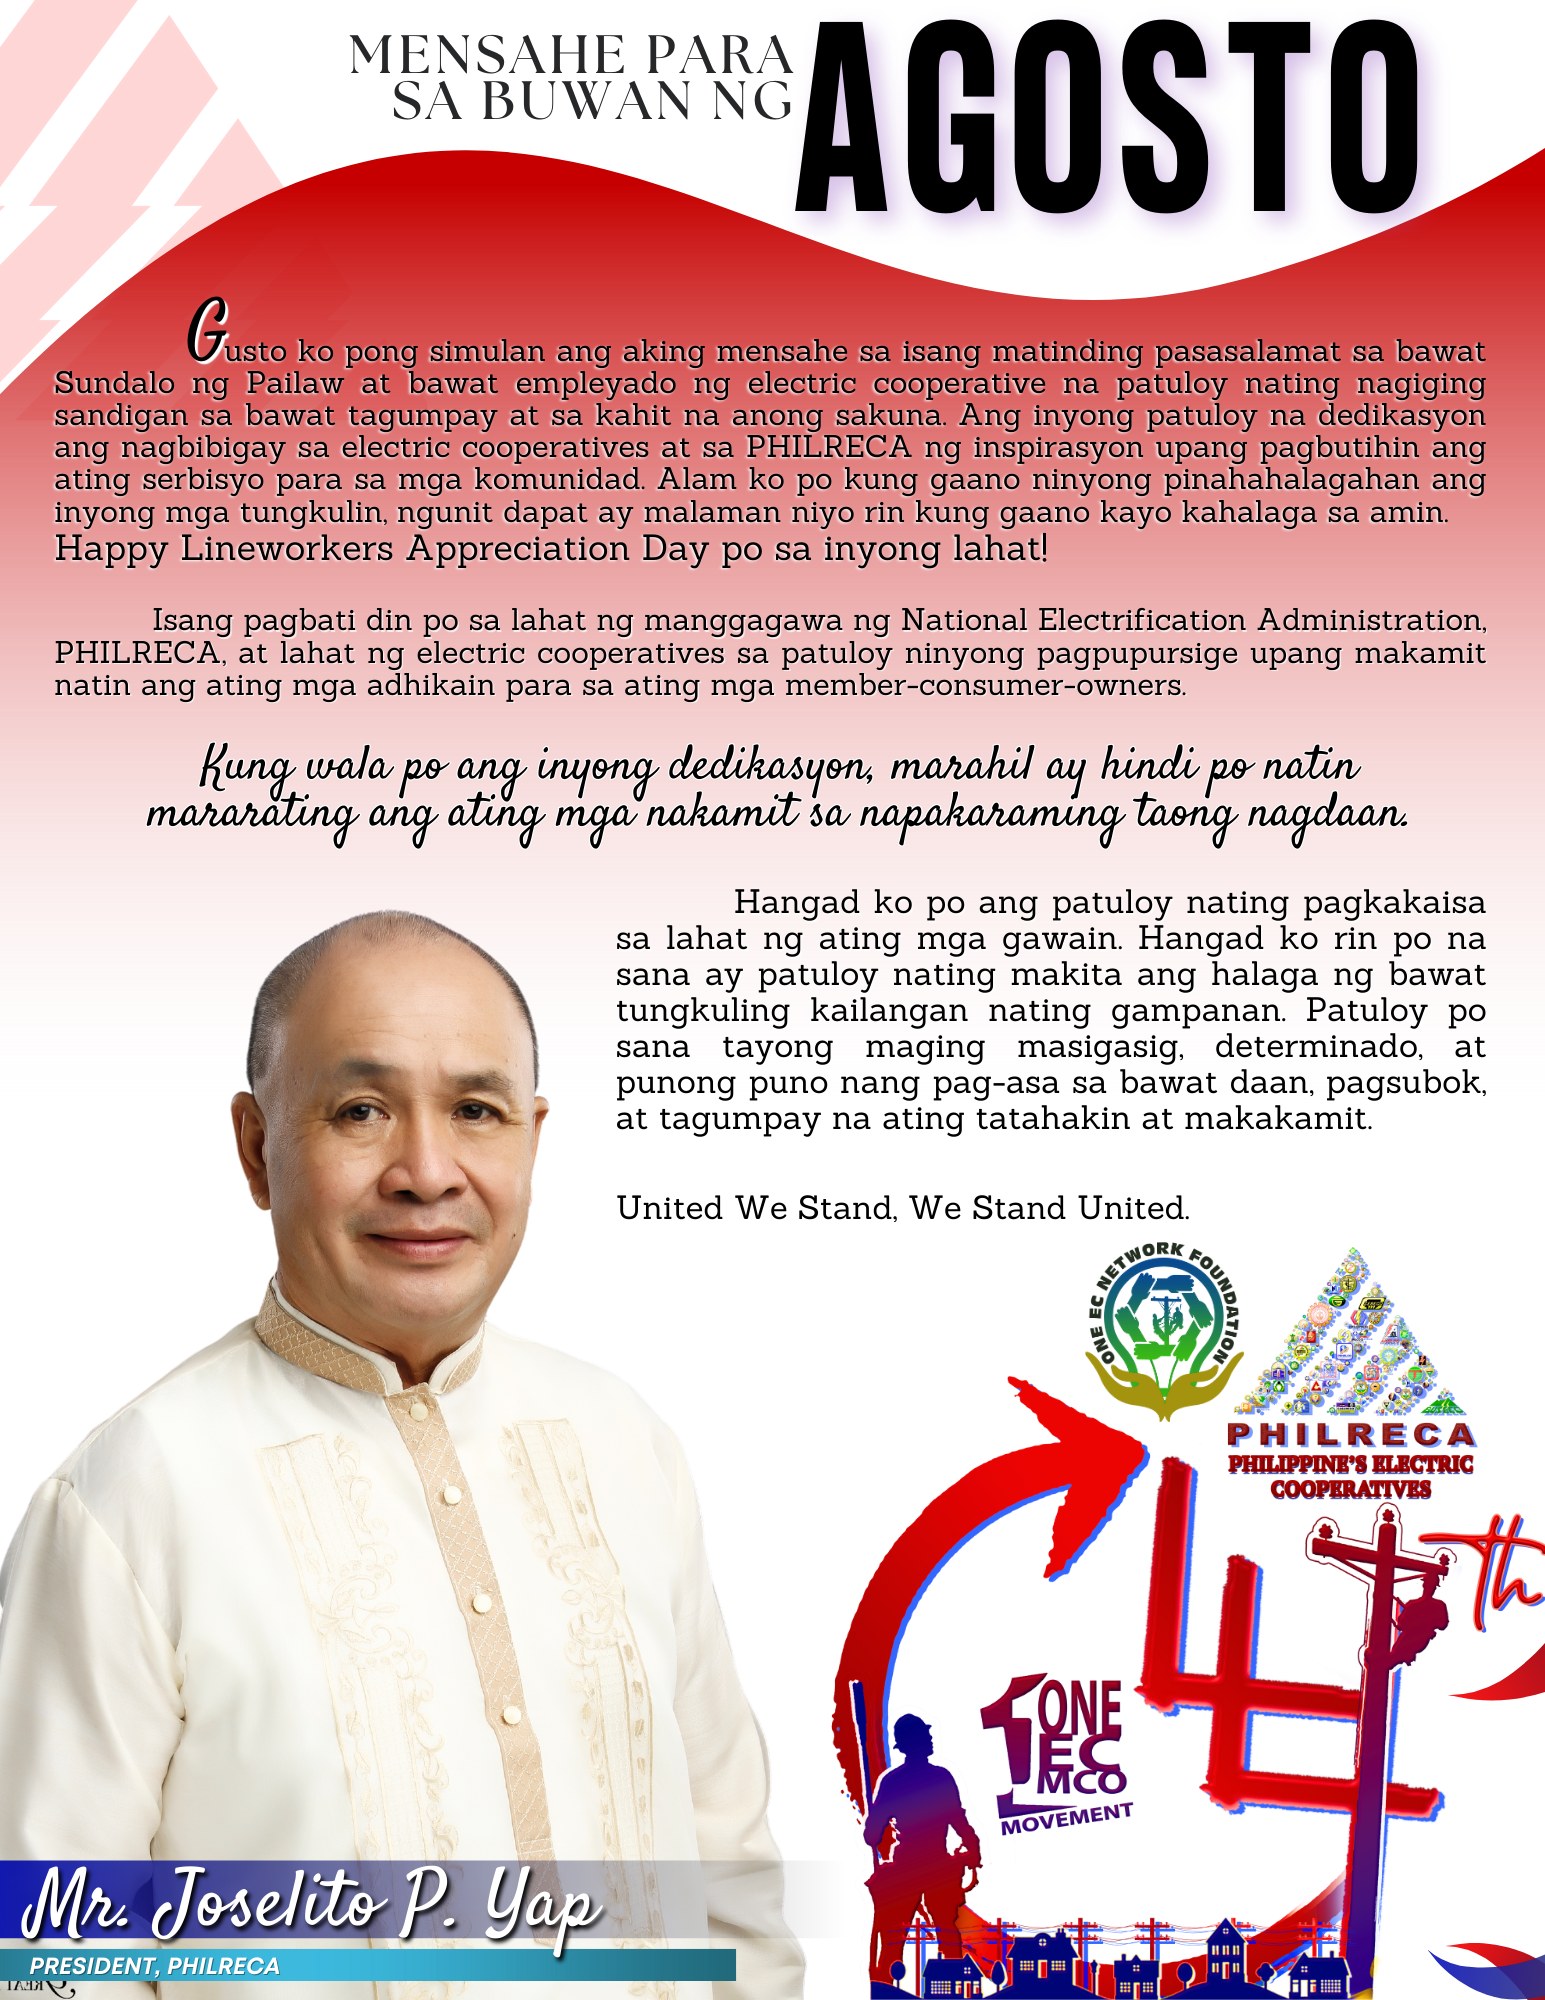 MENSAHE PARA
SA BUWAN NG
AGOSTO
Gusto ko pong simulan ang aking mensahe sa isang matinding pasasalamat sa bawat
Sundalo ng Pailaw at bawat empleyado ng electric cooperative na patuloy nating nagiging
sandigan sa bawat tagumpay at sa kahit na anong sakuna. Ang inyong patuloy na dedikasyon
ang nagbibigay sa electric cooperatives at sa PHILRECA ng inspirasyon upang pagbutihin ang
ating serbisyo para sa mga komunidad. Alam ko po kung gaano ninyong pinahahalagahan ang
inyong mga tungkulin, ngunit dapat ay malaman niyo rin kung gaano kayo kahalaga sa amin.
Happy Lineworkers Appreciation Day po sa inyong lahat!
Isang pagbati din po sa lahat ng manggagawa ng National Electrification Administration,
PHILRECA, at lahat ng electric cooperatives sa patuloy ninyong pagpupursige upang makamit
natin ang ating mga adhikain para sa ating mga member-consumer-owners.
Kung wala po ang inyong dedikasyon, marahil ay hindi po natin
mararating ang ating mga nakamit sa napakaraming taong nagdaan.
Hangad ko po ang patuloy nating pagkakaisa
sa lahat ng ating mga gawain. Hangad ko rin po na
sana ay patuloy nating makita ang halaga ng bawat
tungkuling kailangan nating gampanan. Patuloy po
sana tayong maging masigasig, determinado, at
punong puno nang pag-asa sa bawat daan, pagsubok,
at tagumpay na ating tatahakin at makakamit.
United We Stand, We Stand United.
ONE EC NETWORK FOUNDATION
PHILRECA
PHILIPPINE'S ELECTRIC
COOPERATIVES
44th
1 ONE
EC
MCO
MOVEMENT
Mr. Joselito P. Yap
PRESIDENT, PHILRECA